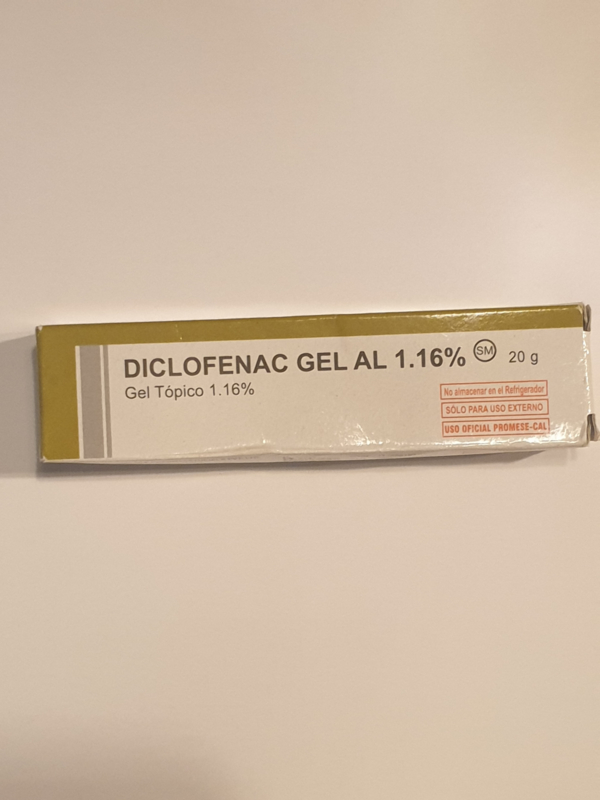 DICLOFENAC GEL AL 1.16% SM 20 g
Gel Tópico 1.16%
No almacenar en el Refrigerador
SÓLO PARA USO EXTERNO
USO OFICIAL PROMESE-CAL